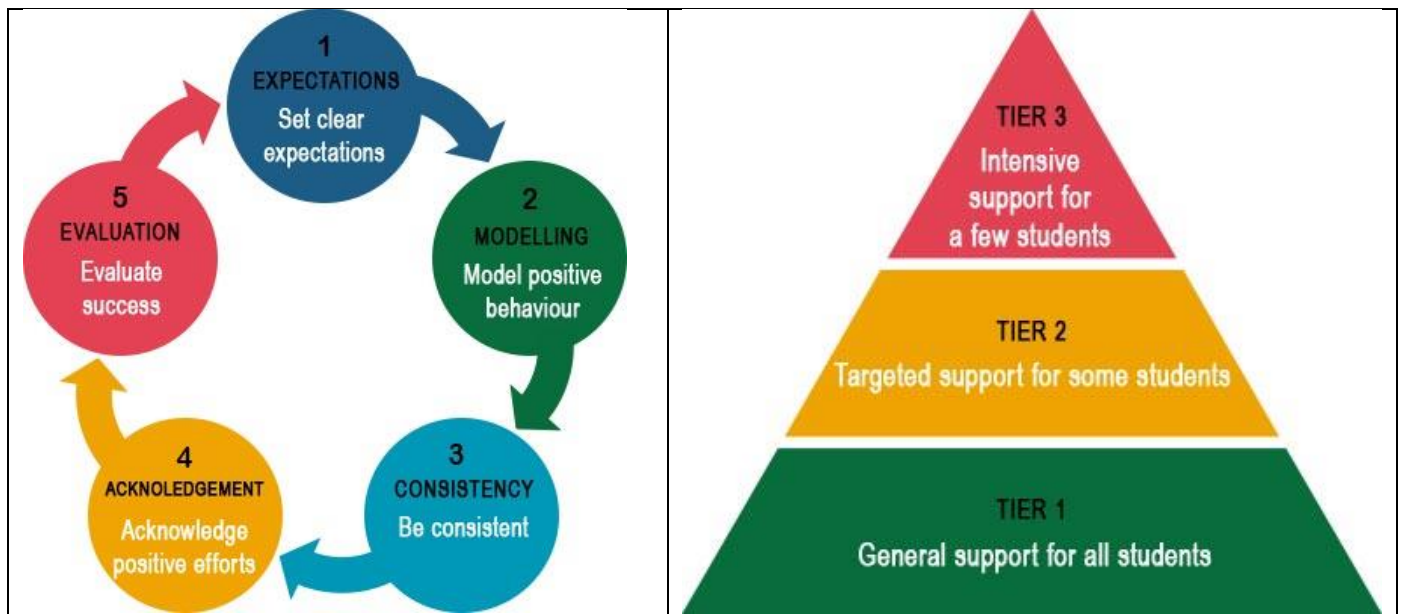 1
EXPECTATIONS
Set clear
expectations
2
MODELLING
Model positive
behaviour
3
CONSISTENCY
Be consistent
4
ACKNOLEDGEMENT
Acknowledge
positive efforts
5
EVALUATION
Evaluate
success
TIER 3
Intensive
support for
a few students
TIER 2
Targeted support for some students
TIER 1
General support for all students